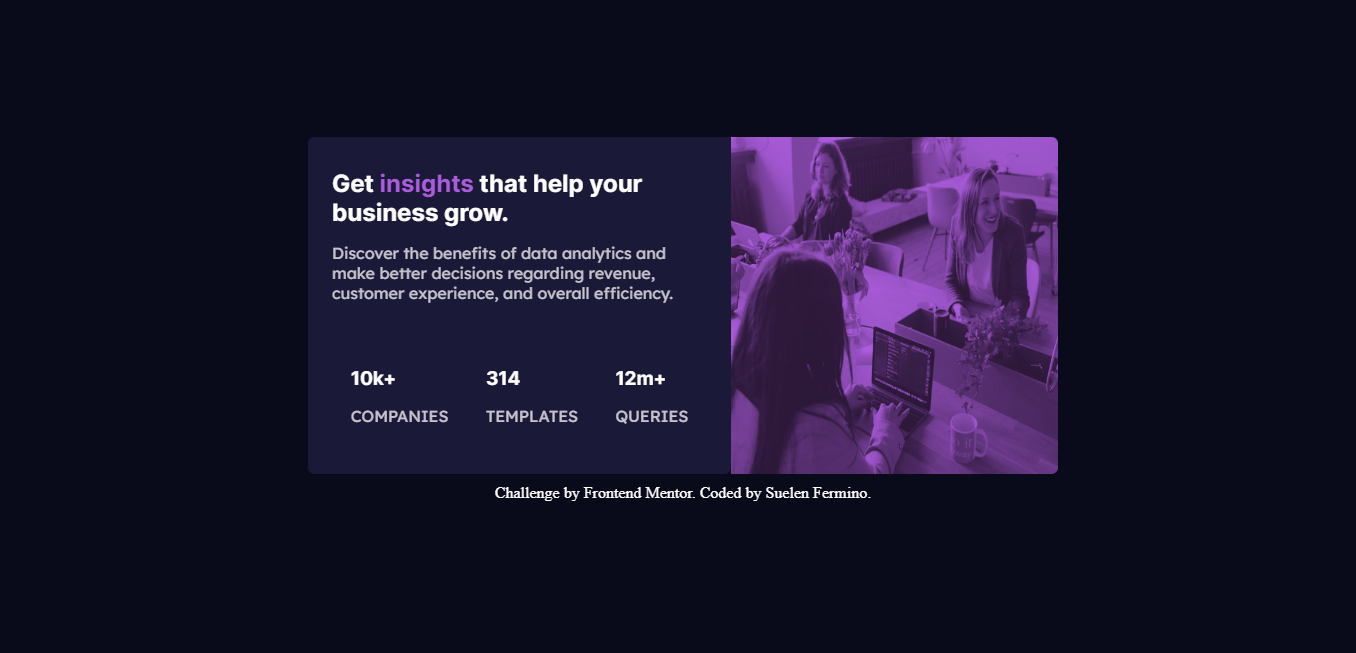 Get insights that help your
business grow.
Discover the benefits of data analytics and
make better decisions regarding revenue,
customer experience, and overall efficiency.
10k+ 314 12m+
COMPANIES TEMPLATES QUERIES
Challenge by Frontend Mentor. Coded by Suelen Fermino.